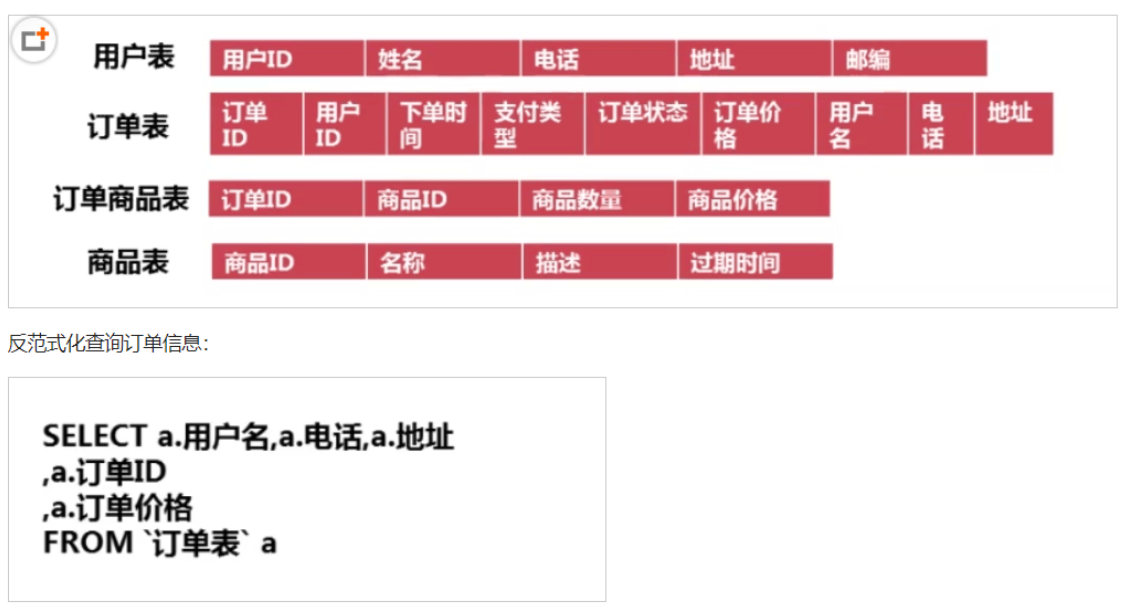 用户表 用户ID 姓名 电话 地址 邮编
订单表 订单ID 用户ID 下单时间 支付类型 订单状态 订单价格 用户名 电话 地址
订单商品表 订单ID 商品ID 商品数量 商品价格
商品表 商品ID 名称 描述 过期时间
反范式化查询订单信息:
SELECT a.用户名,a.电话,a.地址
,a.订单ID
,a.订单价格
FROM `订单表` a